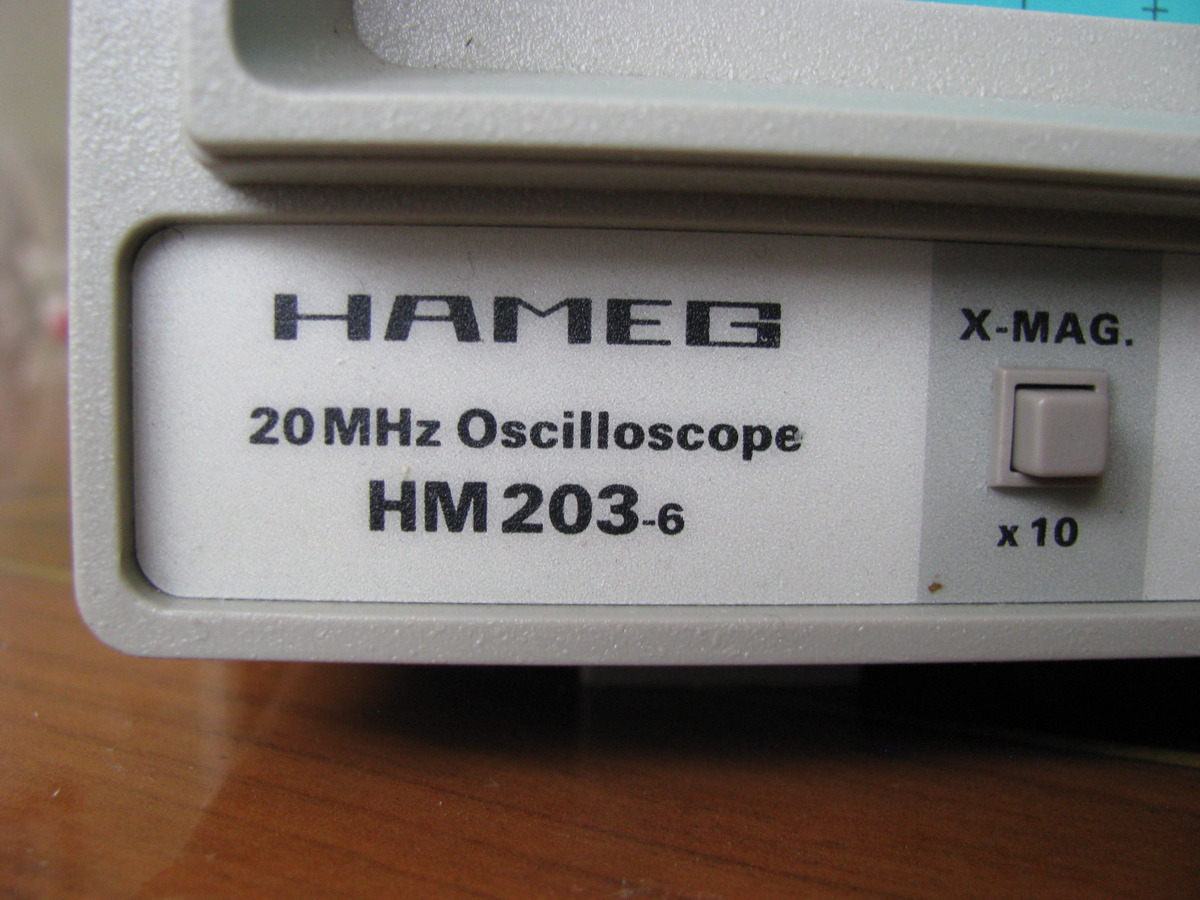 HAMEG
20 MHz Oscilloscope
HM 203-6
X-MAG.
x 10